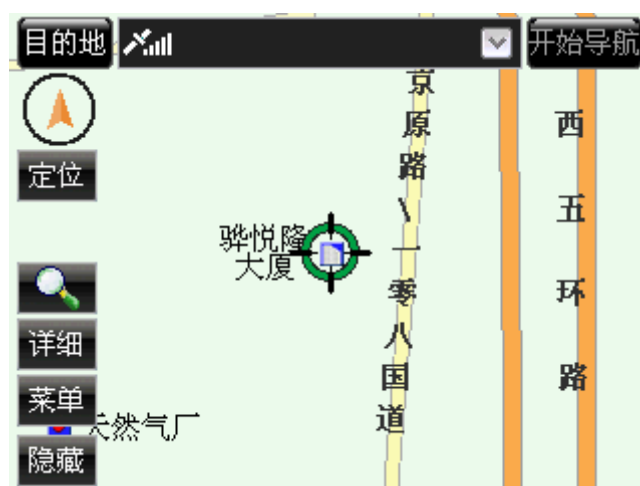 目的地
开始导航
定位
京原路\一零八国道
西五环路
骅悦隆
大厦
详细
菜单
天然气厂
隐藏